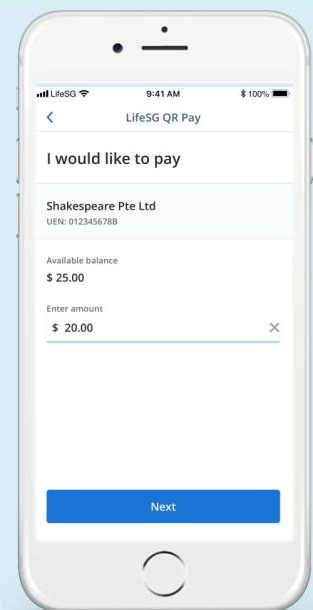 LifeSG 9:41 AM 100%
LifeSG QR Pay
I would like to pay
Shakespeare Pte Ltd
UEN: 012345678B
Available balance
$ 25.00
Enter amount
$ 20.00
Next